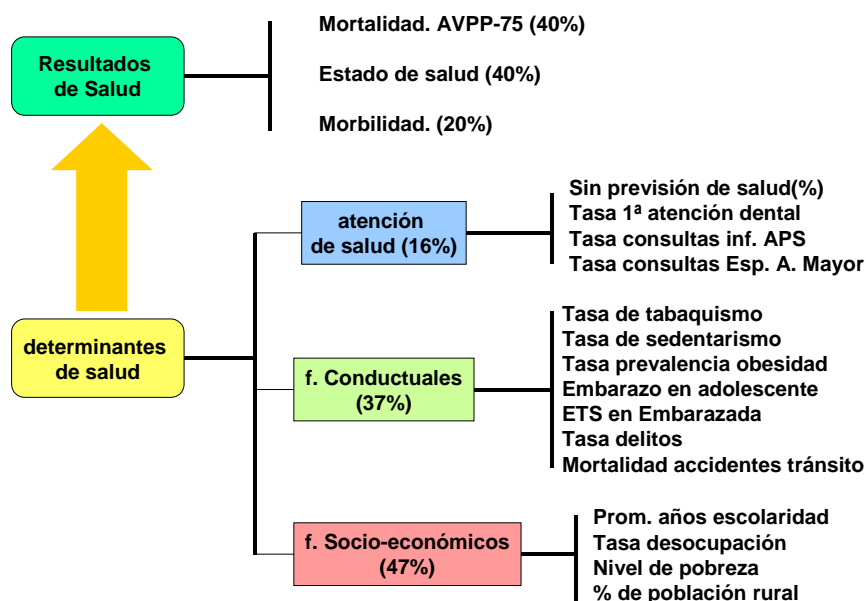 Resultados
de Salud
Mortalidad. AVPP-75 (40%)
Estado de salud (40%)
Morbilidad. (20%)
determinantes
de salud
atención
de salud (16%)
Sin previsión de salud(%)
Tasa 1ª atención dental
Tasa consultas inf. APS
Tasa consultas Esp. A. Mayor
f. Conductuales
(37%)
Tasa de tabaquismo
Tasa de sedentarismo
Tasa prevalencia obesidad
Embarazo en adolescente
ETS en Embarazada
Tasa delitos
Mortalidad accidentes tránsito
f. Socio-económicos
(47%)
Prom. años escolaridad
Tasa desocupación
Nivel de pobreza
% de población rural